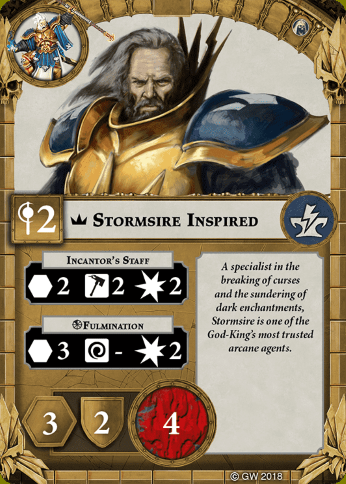 2
Stormsire Inspired
Incantor's Staff
2 2 2
Fulmination
3 - 2
A specialist in the
breaking of curses
and the sundering of
dark enchantments,
Stormsire is one of the
God-King's most trusted
arcane agents.
3 2 4
© GW 2018